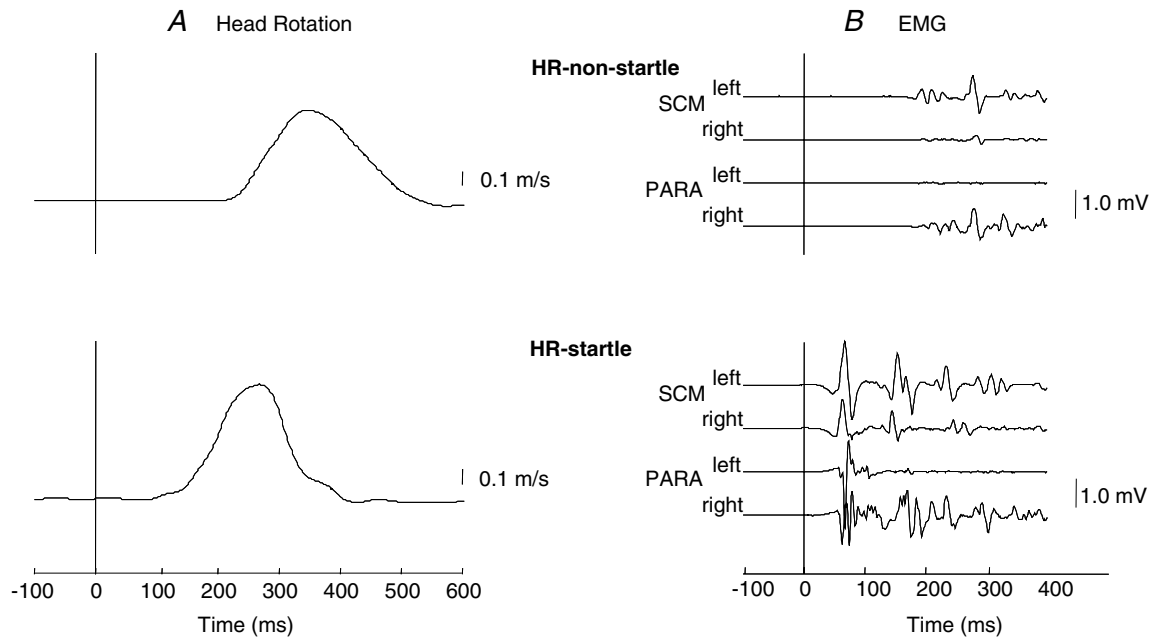 A Head Rotation
B EMG
HR-non-startle
SCM left
right
PARA left
right
0.1 m/s
1.0 mV
HR-startle
SCM left
right
PARA left
right
0.1 m/s
1.0 mV
-100 0 100 200 300 400 500 600
Time (ms)
-100 0 100 200 300 400
Time (ms)